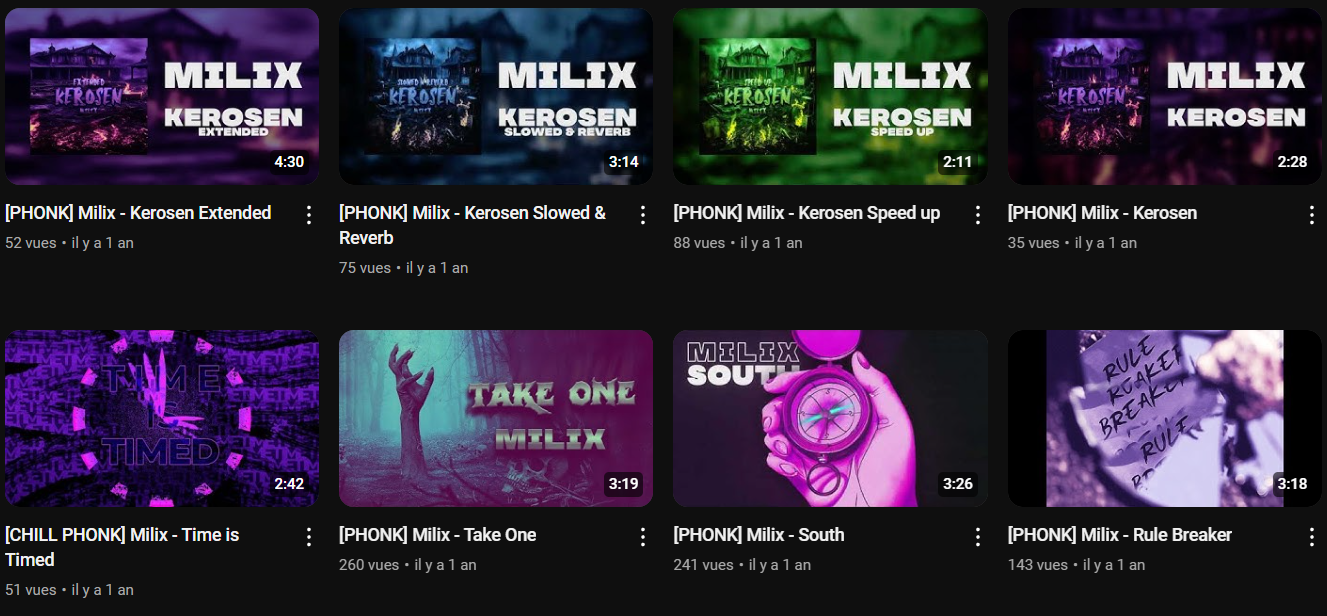 EXTENDED
KEROSEN
MILIX
MILIX
KEROSEN
EXTENDED
4:30
SLOWED & REVERB
KEROSEN
MILIX
MILIX
KEROSEN
SLOWED & REVERB
3:14
SPEED UP
KEROSEN
MILIX
MILIX
KEROSEN
SPEED UP
2:11
KEROSEN
MILIX
MILIX
KEROSEN
2:28
[PHONK] Milix - Kerosen Extended
52 vues • il y a 1 an
[PHONK] Milix - Kerosen Slowed &
Reverb
75 vues • il y a 1 an
[PHONK] Milix - Kerosen Speed up
88 vues • il y a 1 an
[PHONK] Milix - Kerosen
35 vues • il y a 1 an
TIME
IS
TIMED
2:42
TAKE ONE
MILIX
3:19
MILIX
SOUTH
3:26
RULE
BREAKER
RULE
3:18
[CHILL PHONK] Milix - Time is
Timed
51 vues • il y a 1 an
[PHONK] Milix - Take One
260 vues • il y a 1 an
[PHONK] Milix - South
241 vues • il y a 1 an
[PHONK] Milix - Rule Breaker
143 vues • il y a 1 an